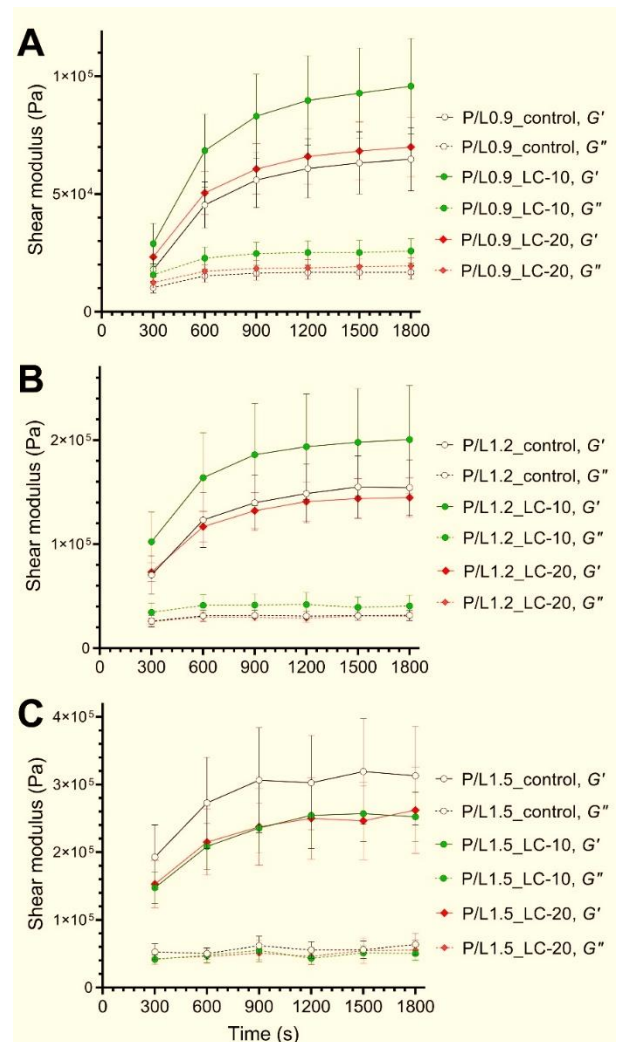 A
Shear modulus (Pa)
1×10⁵
5×10⁴
0
0 300 600 900 1200 1500 1800
P/L0.9_control, G'
P/L0.9_control, G"
P/L0.9_LC-10, G'
P/L0.9_LC-10, G"
P/L0.9_LC-20, G'
P/L0.9_LC-20, G"
B
Shear modulus (Pa)
2×10⁵
1×10⁵
0
0 300 600 900 1200 1500 1800
P/L1.2_control, G'
P/L1.2_control, G"
P/L1.2_LC-10, G'
P/L1.2_LC-10, G"
P/L1.2_LC-20, G'
P/L1.2_LC-20, G"
C
Shear modulus (Pa)
4×10⁵
3×10⁵
2×10⁵
1×10⁵
0
0 300 600 900 1200 1500 1800
Time (s)
P/L1.5_control, G'
P/L1.5_control, G"
P/L1.5_LC-10, G'
P/L1.5_LC-10, G"
P/L1.5_LC-20, G'
P/L1.5_LC-20, G"